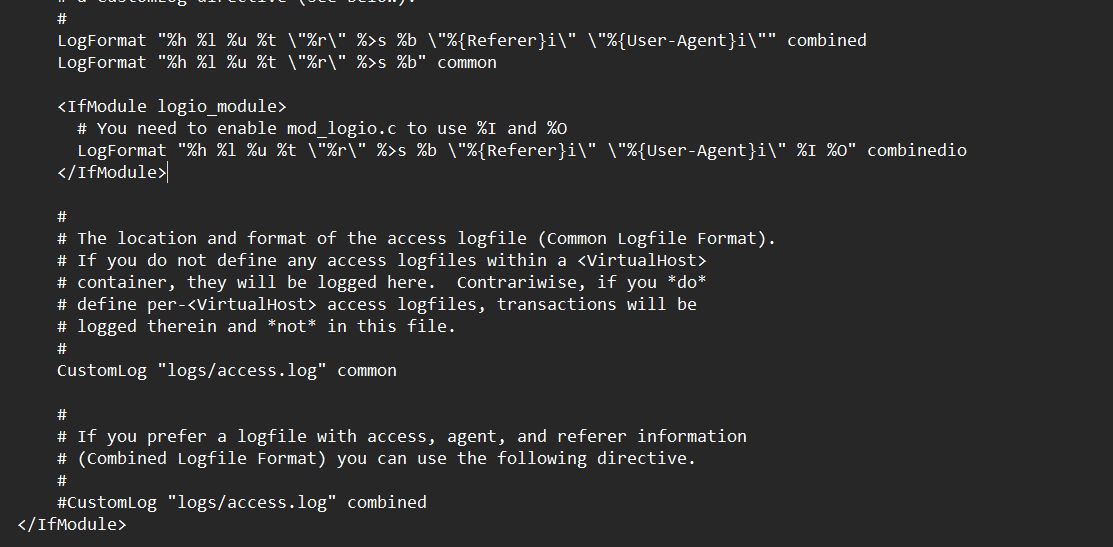 # a CustomLog directive (see below).
#
LogFormat "%h %l %u %t \"%r\" %>s %b \"%{Referer}i\" \"%{User-Agent}i\"" combined
LogFormat "%h %l %u %t \"%r\" %>s %b" common
<IfModule logio_module>
# You need to enable mod_logio.c to use %I and %O
LogFormat "%h %l %u %t \"%r\" %>s %b \"%{Referer}i\" \"%{User-Agent}i\" %I %O" combinedio
</IfModule>
#
# The location and format of the access logfile (Common Logfile Format).
# If you do not define any access logfiles within a <VirtualHost>
# container, they will be logged here.  Contrariwise, if you *do*
# define per-<VirtualHost> access logfiles, transactions will be
# logged therein and *not* in this file.
#
CustomLog "logs/access.log" common
#
# If you prefer a logfile with access, agent, and referer information
# (Combined Logfile Format) you can use the following directive.
#
#CustomLog "logs/access.log" combined
</IfModule>